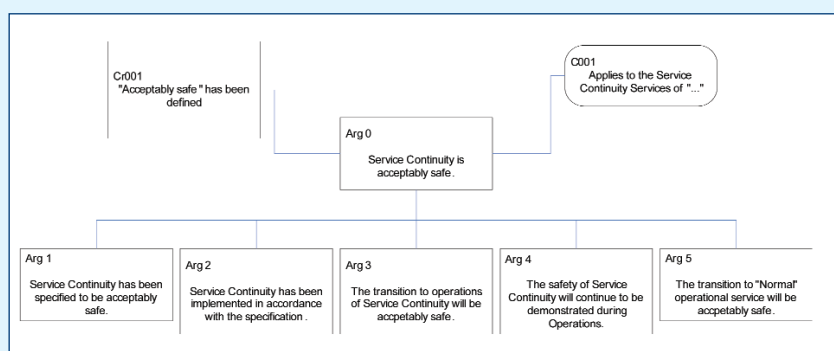 Cr001
"Acceptably safe" has been
defined
C001
Applies to the Service
Continuity Services of "..."
Arg 0
Service Continuity is
acceptably safe.
Arg 1
Service Continuity has been
specified to be acceptably
safe.
Arg 2
Service Continuity has been
implemented in accordance
with the specification.
Arg 3
The transition to operations
of Service Continuity will be
accpetably safe.
Arg 4
The safety of Service
Continuity will continue to be
demonstrated during
Operations.
Arg 5
The transition to "Normal"
operational service will be
accpetably safe.